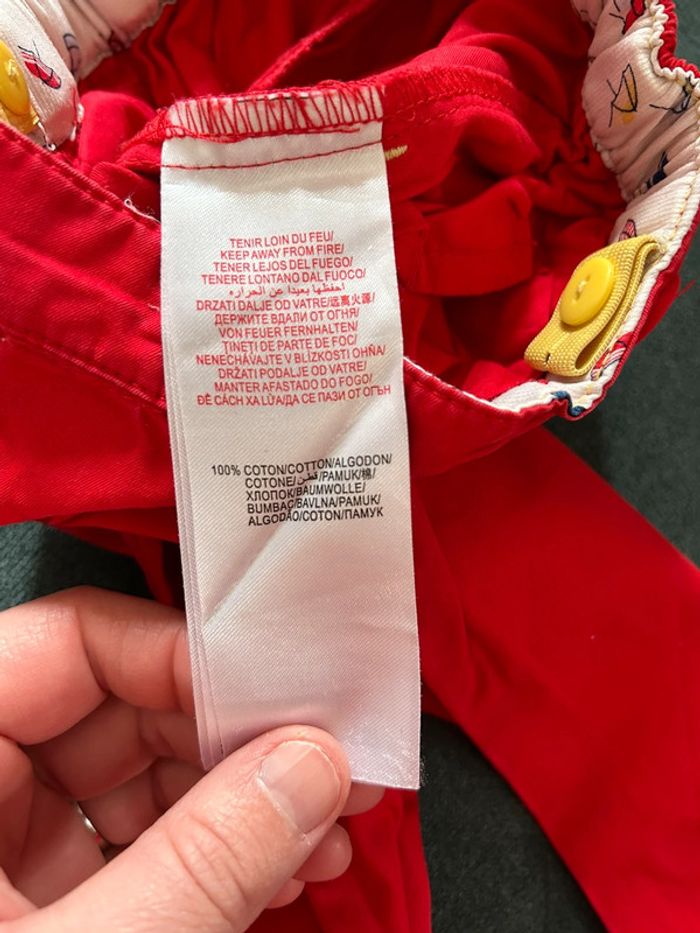 TENIR LOIN DU FEU/
KEEP AWAY FROM FIRE/
TENER LEJOS DEL FUEGO/
TENERE LONTANO DAL FUOCO/
احفظها بعيدا عن الحراره/
DRZATI DALJE OD VATRE/远离火源/
ДЕРЖИТЕ ВДАЛИ ОТ ОГНЯ/
VON FEUER FERNHALTEN/
ȚINEȚI DE PARTE DE FOC/
NENECHÁVAJTE V BLÍZKOSTI OHŇA/
DRŽATI PODALJE OD VATRE/
MANTER AFASTADO DO FOGO/
ĐỂ CÁCH XA LỬA/ДА СЕ ПАЗИ ОТ ОГЪН
100% COTON/COTTON/ALGODON/
COTONE/قطن/PAMUK/棉/
ХЛОПОК/BAUMWOLLE/
BUMBAC/BAVLNA/PAMUK/
ALGODÃO/COTON/ПАМУК